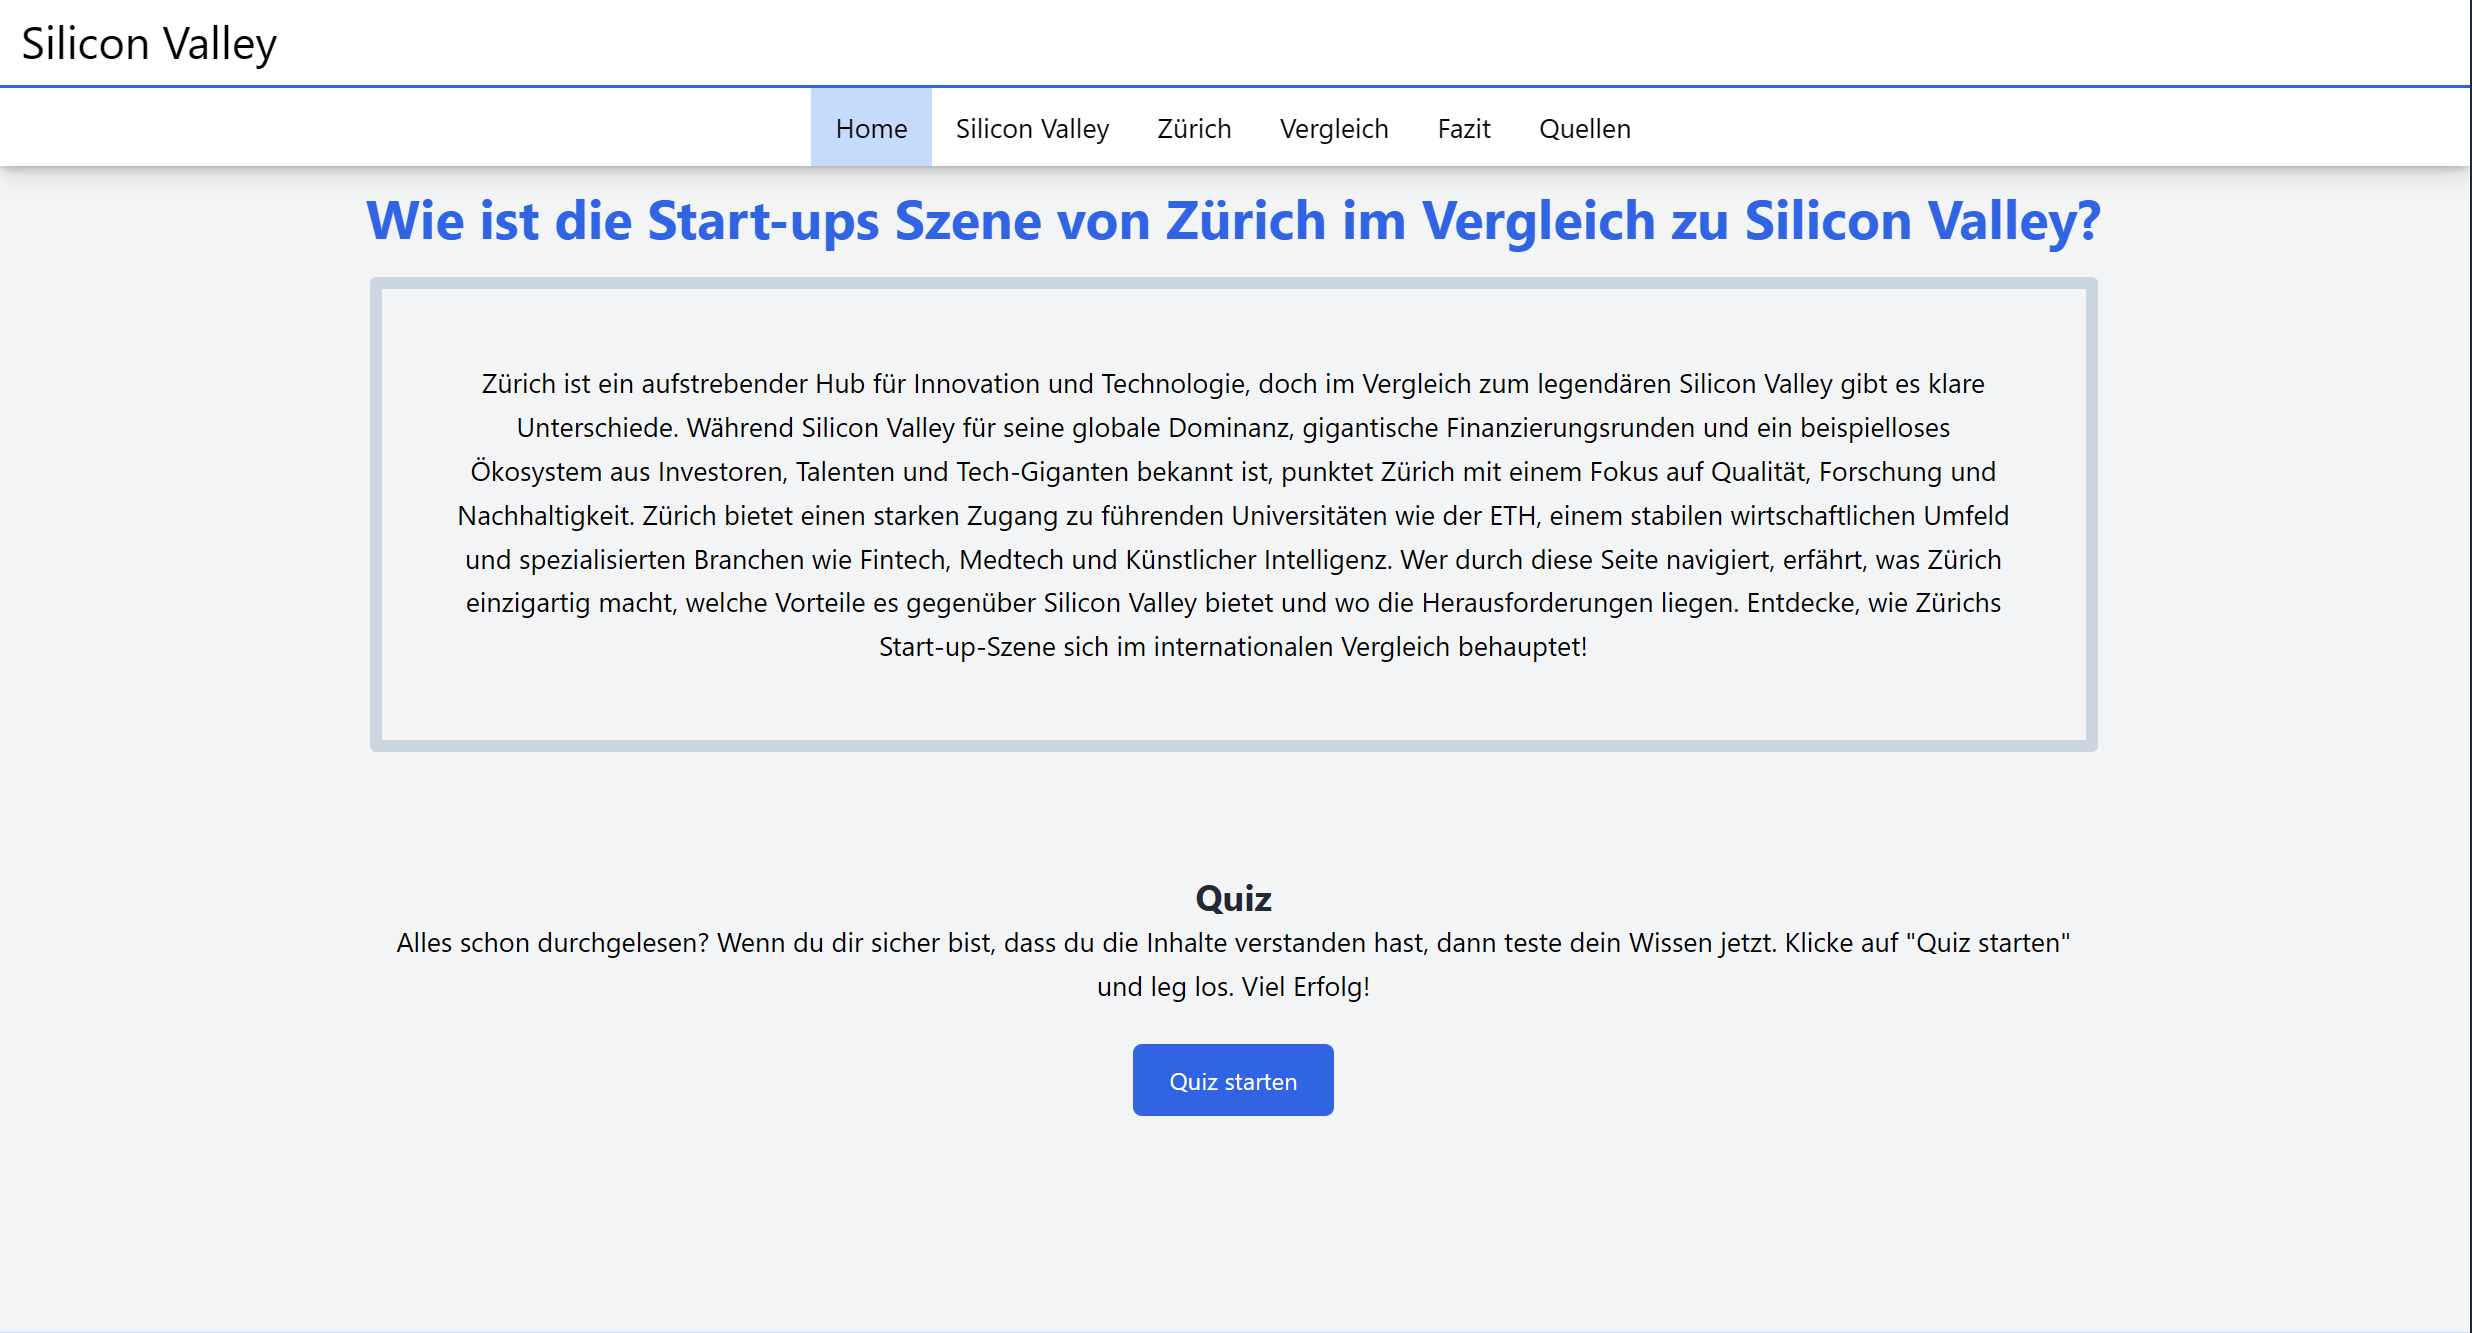 Silicon Valley
Home Silicon Valley Zürich Vergleich Fazit Quellen
Wie ist die Start-ups Szene von Zürich im Vergleich zu Silicon Valley?
Zürich ist ein aufstrebender Hub für Innovation und Technologie, doch im Vergleich zum legendären Silicon Valley gibt es klare
Unterschiede. Während Silicon Valley für seine globale Dominanz, gigantische Finanzierungsrunden und ein beispielloses
Ökosystem aus Investoren, Talenten und Tech-Giganten bekannt ist, punktet Zürich mit einem Fokus auf Qualität, Forschung und
Nachhaltigkeit. Zürich bietet einen starken Zugang zu führenden Universitäten wie der ETH, einem stabilen wirtschaftlichen Umfeld
und spezialisierten Branchen wie Fintech, Medtech und Künstlicher Intelligenz. Wer durch diese Seite navigiert, erfährt, was Zürich
einzigartig macht, welche Vorteile es gegenüber Silicon Valley bietet und wo die Herausforderungen liegen. Entdecke, wie Zürichs
Start-up-Szene sich im internationalen Vergleich behauptet!
Quiz
Alles schon durchgelesen? Wenn du dir sicher bist, dass du die Inhalte verstanden hast, dann teste dein Wissen jetzt. Klicke auf "Quiz starten"
und leg los. Viel Erfolg!
Quiz starten